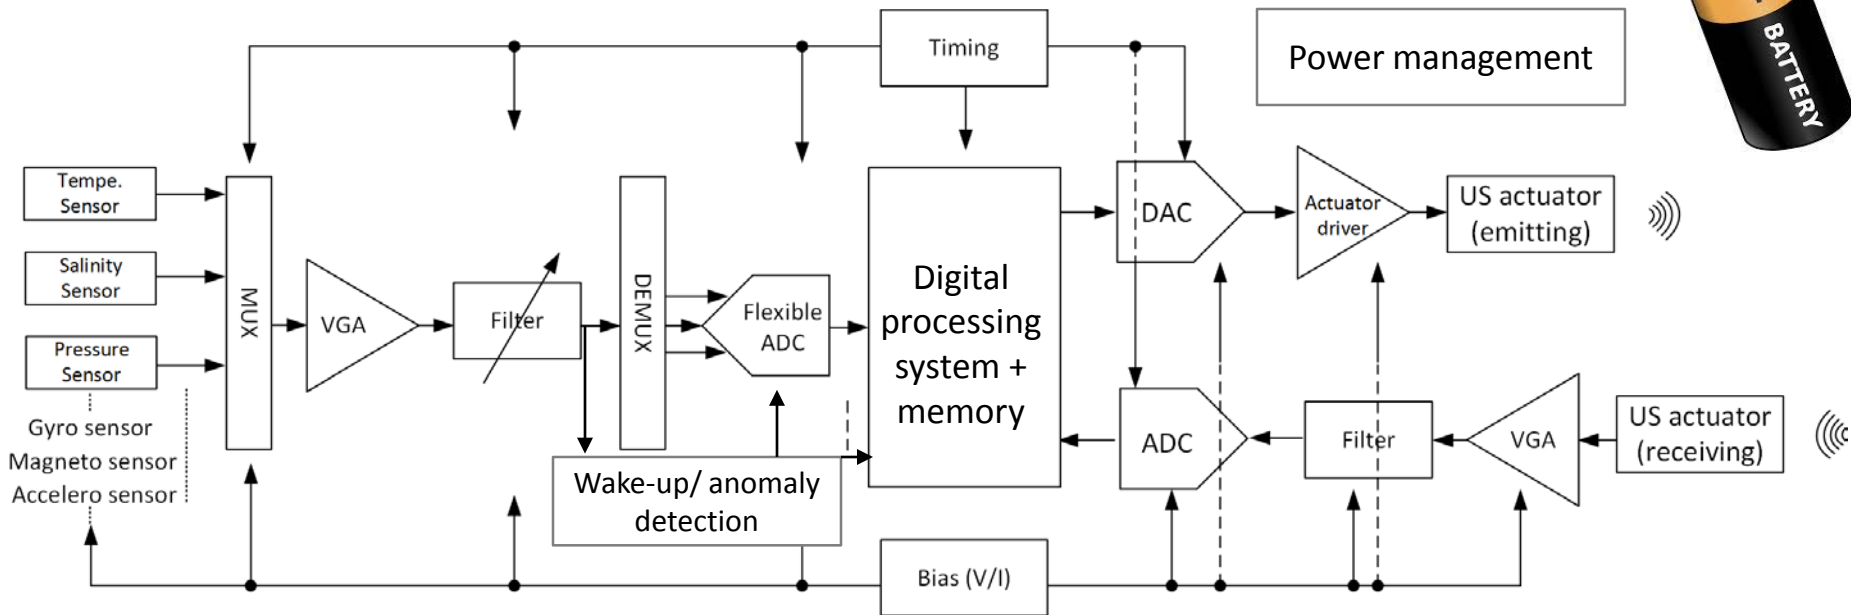 Timing
Power management
BATTERY
Tempe.
Sensor
Salinity
Sensor
Pressure
Sensor
Gyro sensor
Magneto sensor
Accelero sensor
MUX
VGA
Filter
DEMUX
Flexible
ADC
Wake-up/ anomaly
detection
Digital
processing
system +
memory
DAC
Actuator
driver
US actuator
(emitting)
ADC
Filter
VGA
US actuator
(receiving)
Bias (V/I)